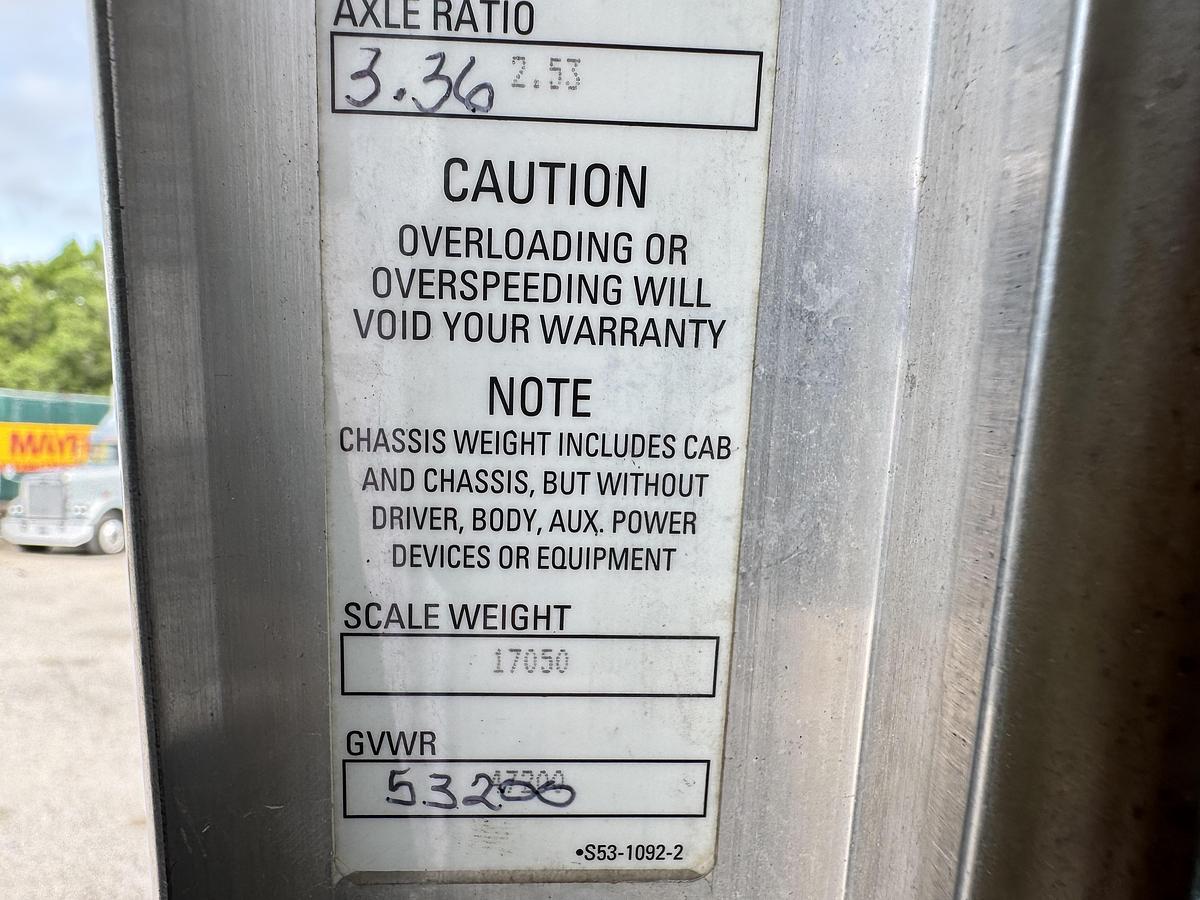 AXLE RATIO
3.36 2.53
CAUTION
OVERLOADING OR
OVERSPEEDING WILL
VOID YOUR WARRANTY
NOTE
CHASSIS WEIGHT INCLUDES CAB
AND CHASSIS, BUT WITHOUT
DRIVER, BODY, AUX. POWER
DEVICES OR EQUIPMENT
SCALE WEIGHT
17050
GVWR
53200 47200
•S53-1092-2